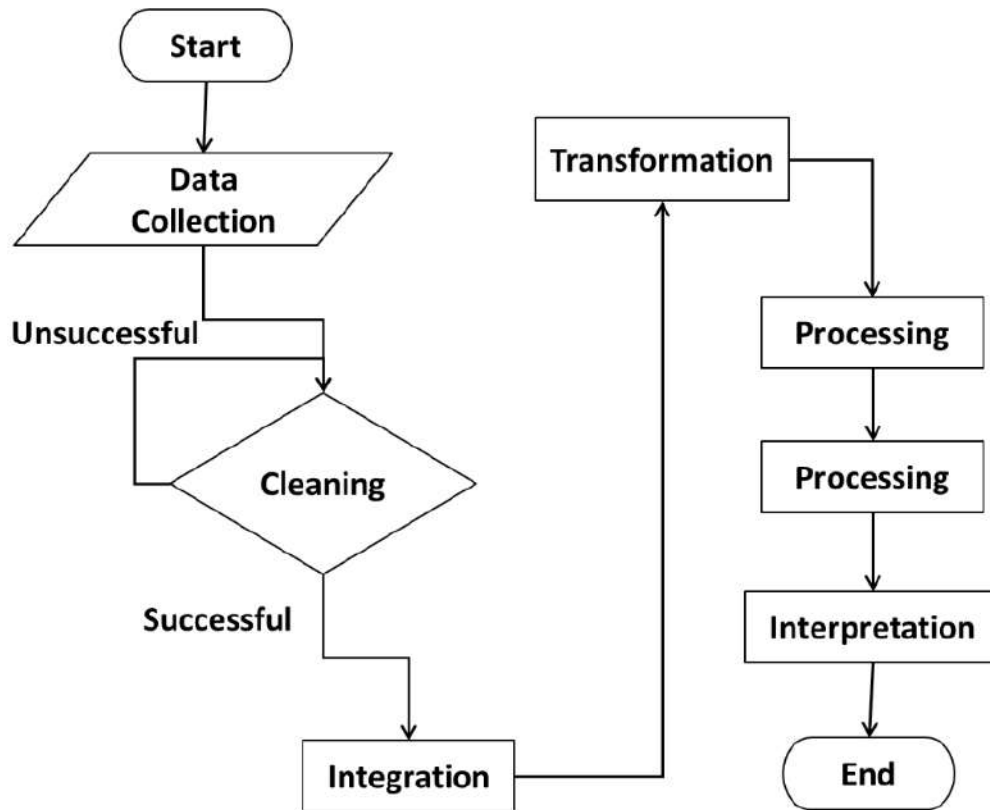 Start
Data
Collection
Unsuccessful
Cleaning
Successful
Integration
Transformation
Processing
Processing
Interpretation
End